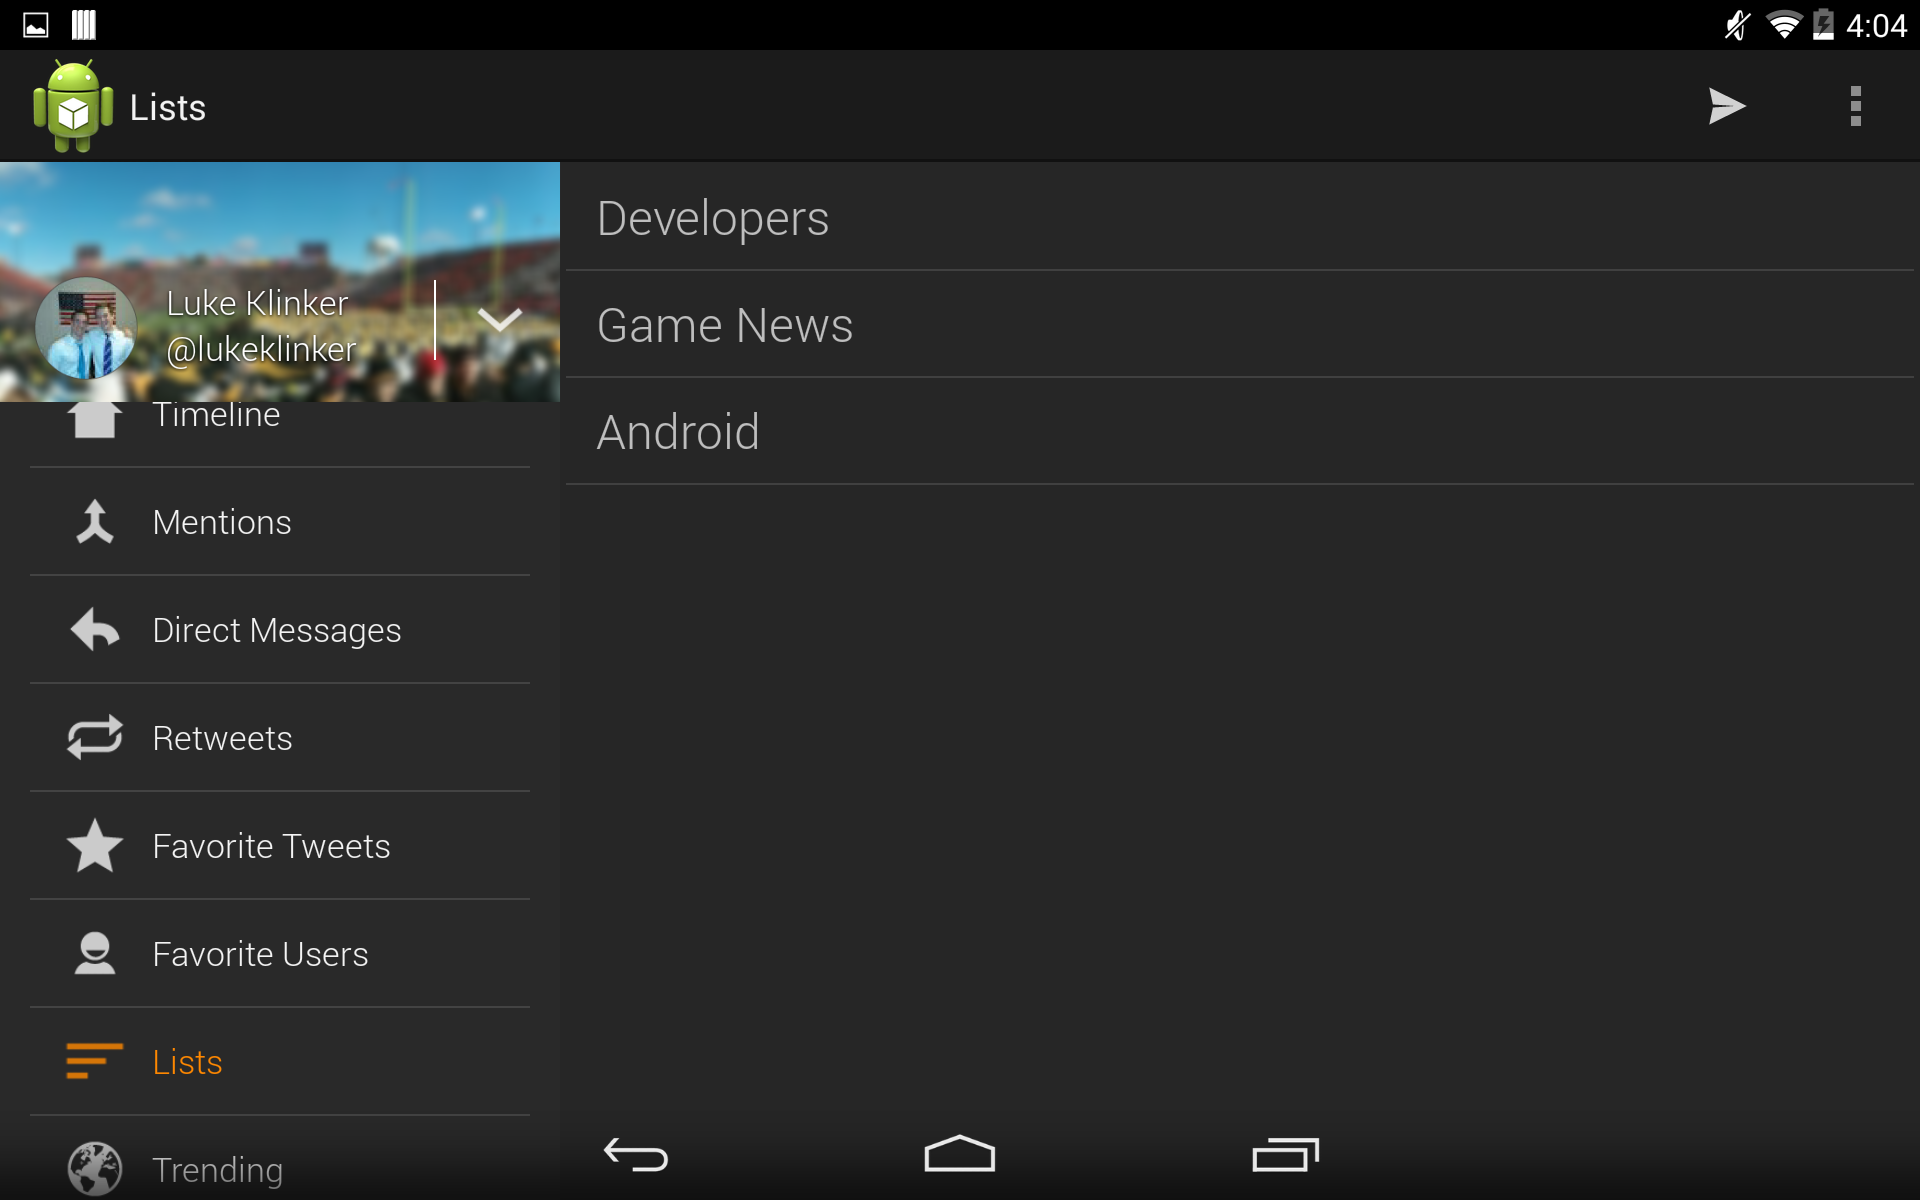 4:04
Lists
Luke Klinker
@lukeklinker
Timeline
Mentions
Direct Messages
Retweets
Favorite Tweets
Favorite Users
Lists
Trending
Developers
Game News
Android